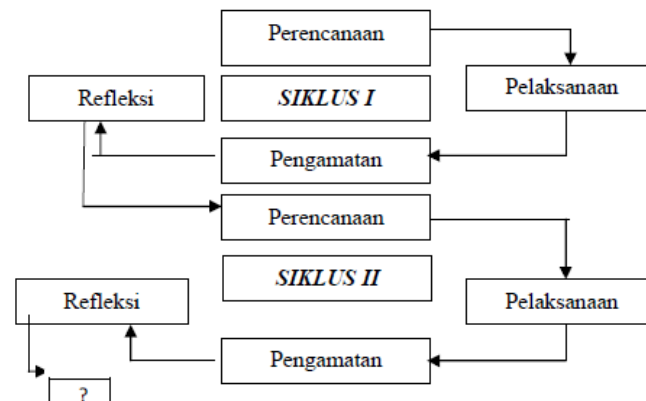 Perencanaan
Pelaksanaan
Refleksi
SIKLUS I
Pengamatan
Perencanaan
SIKLUS II
Refleksi
Pelaksanaan
Pengamatan
?